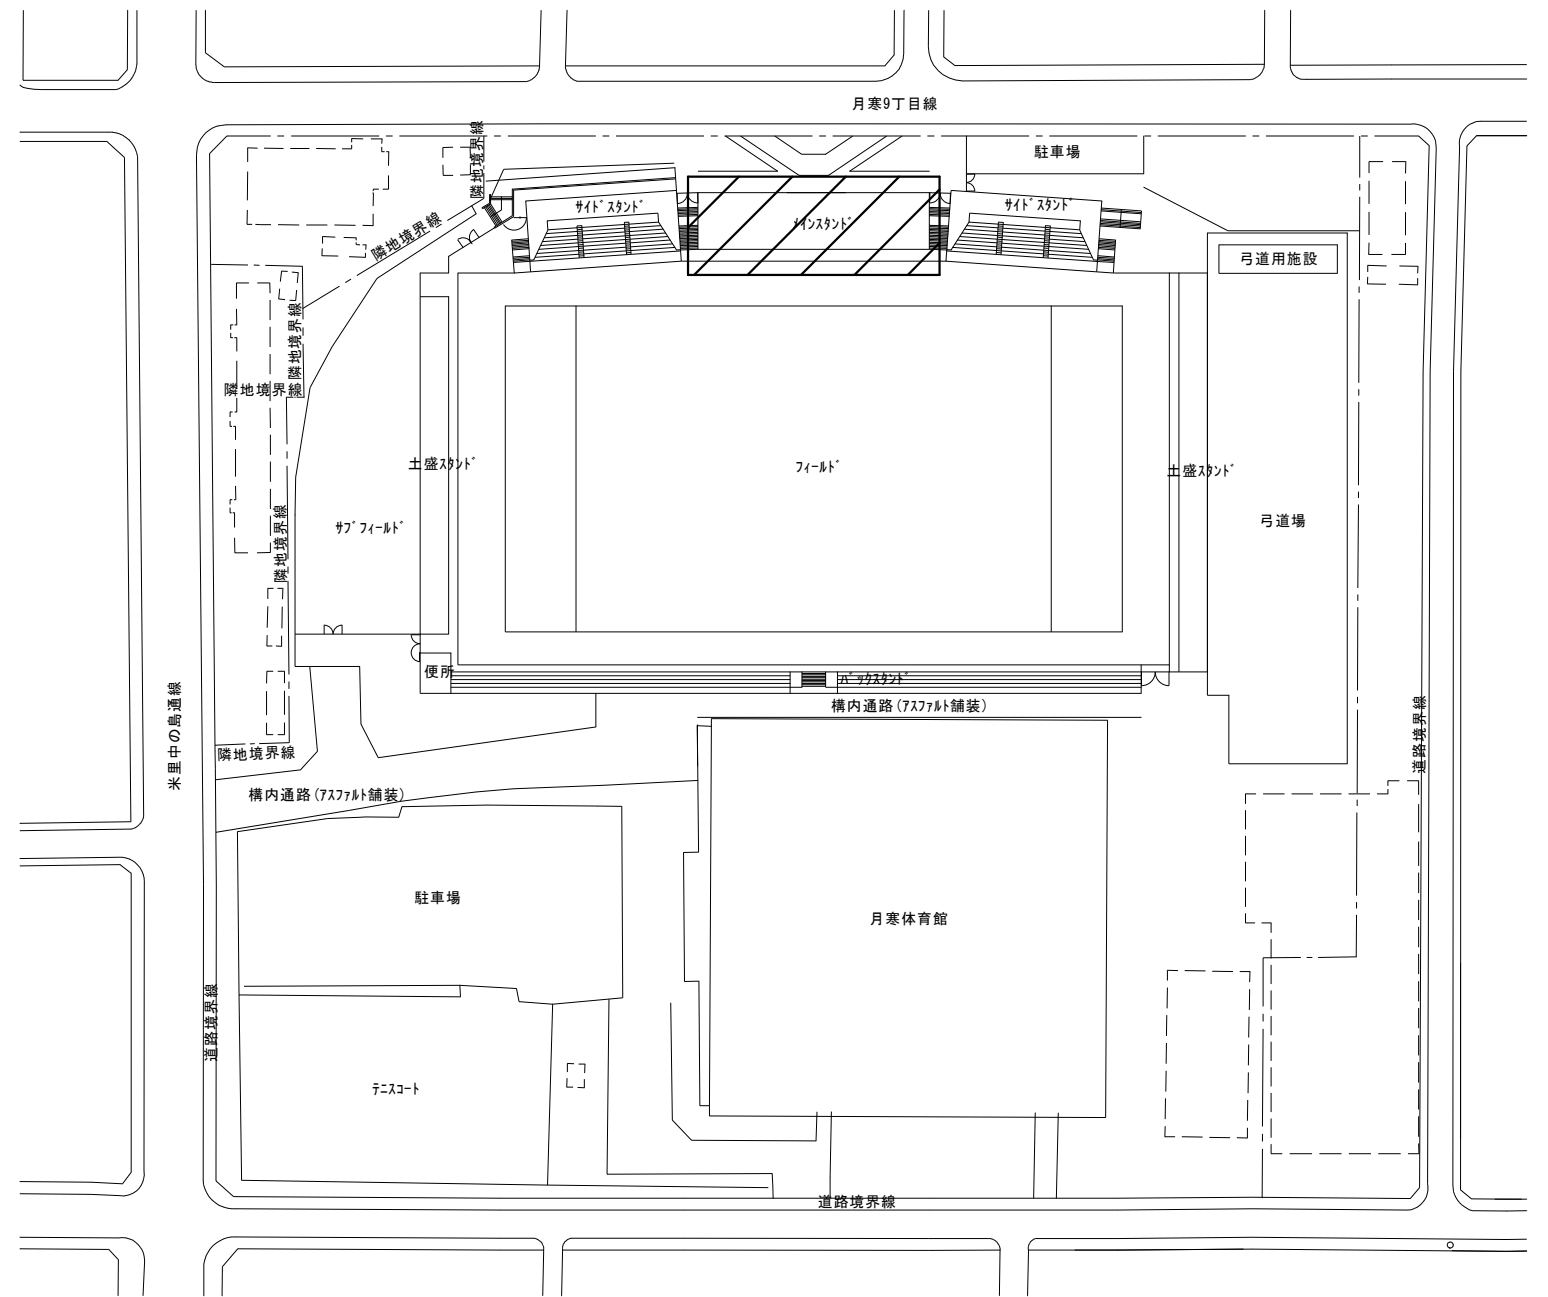 月寒9丁目線
駐車場
隣地境界線
ｻｲﾄﾞｽﾀﾝﾄﾞ
ﾒｲﾝｽﾀﾝﾄﾞ
ｻｲﾄﾞｽﾀﾝﾄﾞ
隣地境界線
弓道用施設
隣地境界線
隣地境界線
土盛ｽﾀﾝﾄﾞ
ﾌｨｰﾙﾄﾞ
土盛ｽﾀﾝﾄﾞ
ｻﾌﾞﾌｨｰﾙﾄﾞ
弓道場
隣地境界線
便所
ﾊﾞｯｸｽﾀﾝﾄﾞ
構内通路(ｱｽﾌｧﾙﾄ舗装)
米里中の島通線
道路境界線
隣地境界線
構内通路(ｱｽﾌｧﾙﾄ舗装)
駐車場
月寒体育館
道路境界線
ﾃﾆｽｺｰﾄ
道路境界線